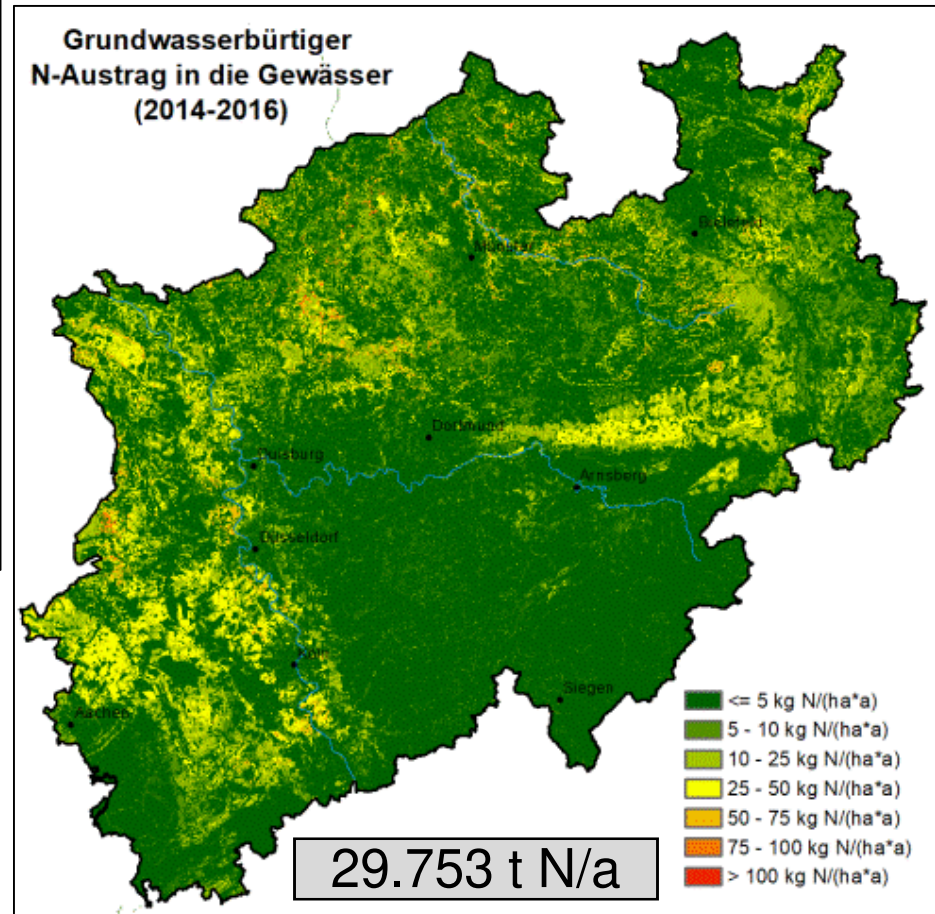 Grundwasserbürtiger
N-Austrag in die Gewässer
(2014-2016)
Bielefeld
Münster
Dortmund
Duisburg
Arnsberg
Düsseldorf
Köln
Siegen
Aachen
<= 5 kg N/(ha*a)
5 - 10 kg N/(ha*a)
10 - 25 kg N/(ha*a)
25 - 50 kg N/(ha*a)
50 - 75 kg N/(ha*a)
75 - 100 kg N/(ha*a)
> 100 kg N/(ha*a)
29.753 t N/a